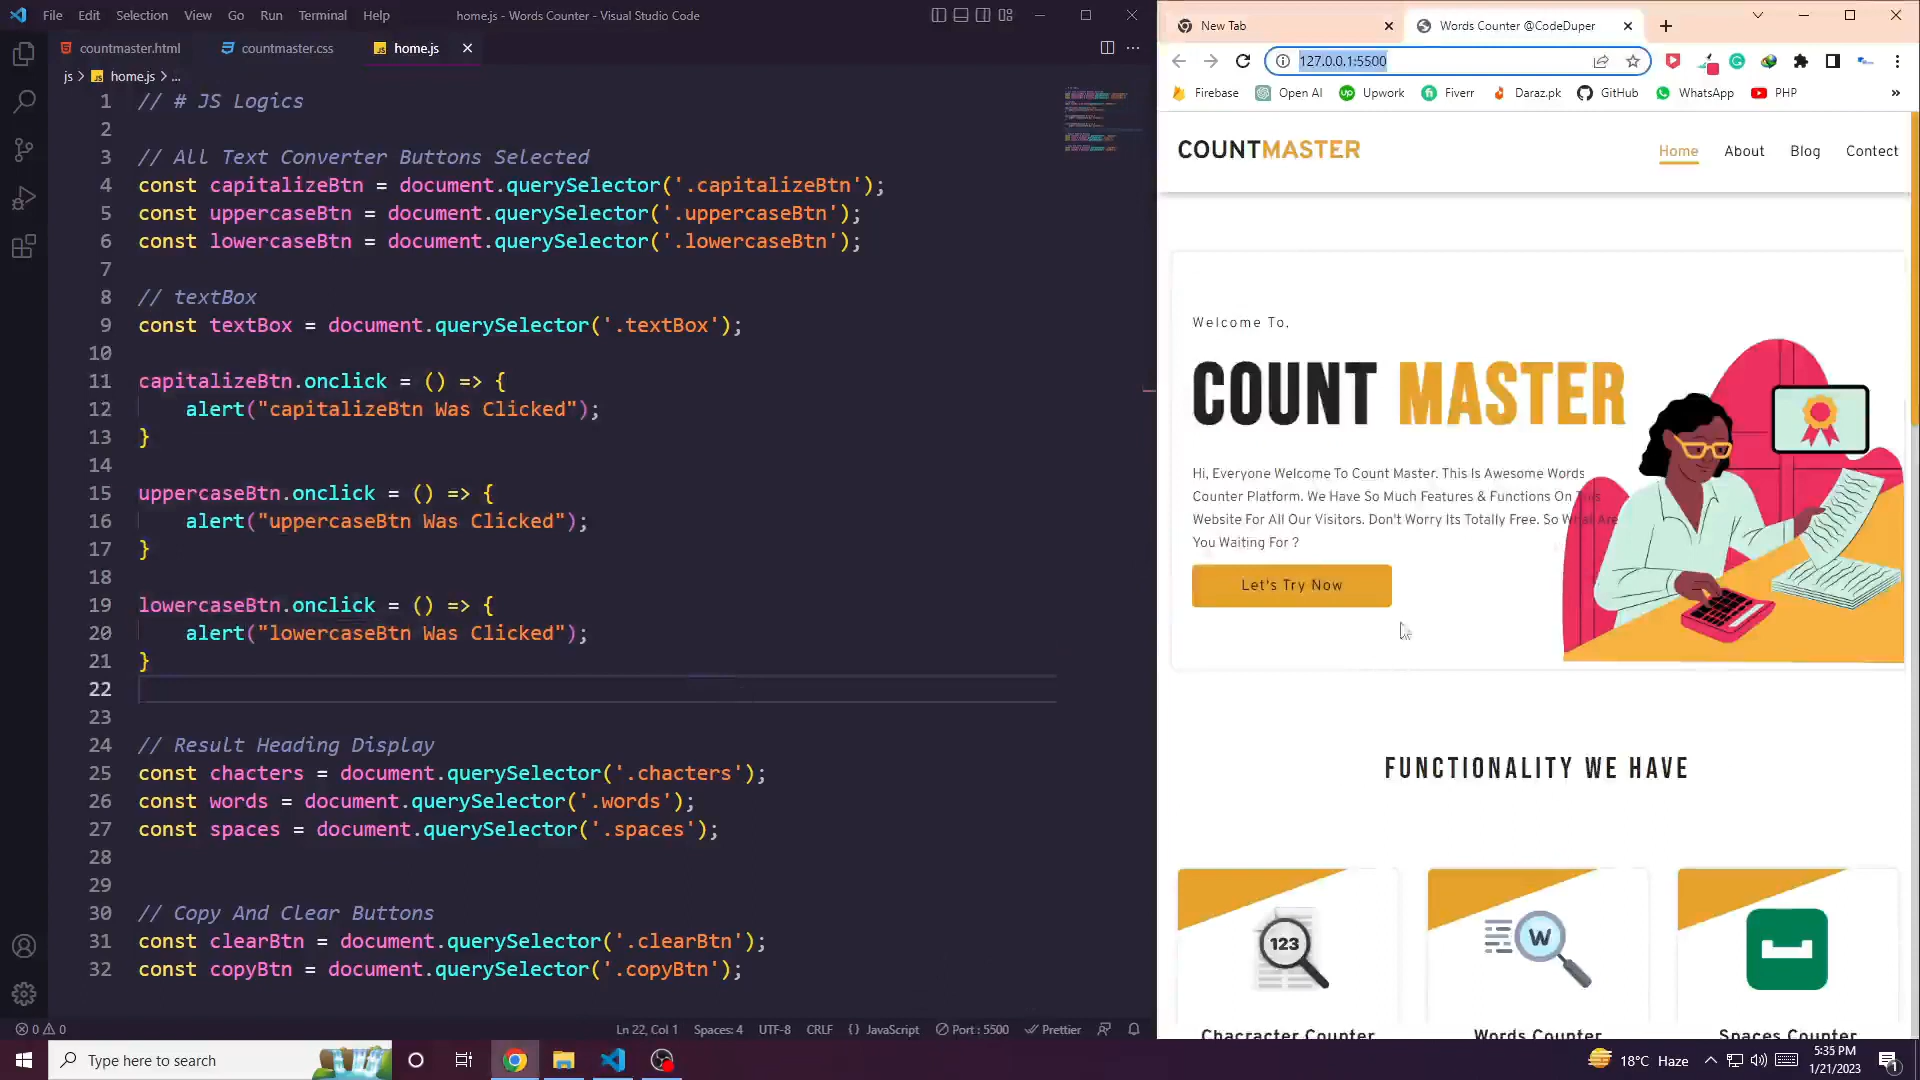 File Edit Selection View Go Run Terminal Help
home.js - Words Counter - Visual Studio Code
countmaster.html countmaster.css home.js
js > home.js > ...
1 // # JS Logics
2
3 // All Text Converter Buttons Selected
4 const capitalizeBtn = document.querySelector('.capitalizeBtn');
5 const uppercaseBtn = document.querySelector('.uppercaseBtn');
6 const lowercaseBtn = document.querySelector('.lowercaseBtn');
7
8 // textBox
9 const textBox = document.querySelector('.textBox');
10
11 capitalizeBtn.onclick = () => {
12 alert("capitalizeBtn Was Clicked");
13 }
14
15 uppercaseBtn.onclick = () => {
16 alert("uppercaseBtn Was Clicked");
17 }
18
19 lowercaseBtn.onclick = () => {
20 alert("lowercaseBtn Was Clicked");
21 }
22
23
24 // Result Heading Display
25 const chacters = document.querySelector('.chacters');
26 const words = document.querySelector('.words');
27 const spaces = document.querySelector('.spaces');
28
29
30 // Copy And Clear Buttons
31 const clearBtn = document.querySelector('.clearBtn');
32 const copyBtn = document.querySelector('.copyBtn');
0 0 Ln 22, Col 1 Spaces: 4 UTF-8 CRLF {} JavaScript Port : 5500 Prettier
New Tab Words Counter @CodeDuper
127.0.0.1:5500
Firebase Open AI Upwork Fiverr Daraz.pk GitHub WhatsApp PHP »
COUNTMASTER Home About Blog Contact
Welcome To,
COUNT MASTER
Hi, Everyone Welcome To Count Master. This Is Awesome Words
Counter Platform. We Have So Much Features & Functions On This
Website For All Our Visitors. Don't Worry Its Totally Free. So What Are
You Waiting For ?
Let's Try Now
FUNCTIONALITY WE HAVE
123 W
Chacracter Counter Words Counter Spaces Counter
Type here to search 18°C Haze 5:35 PM
1/21/2023
1